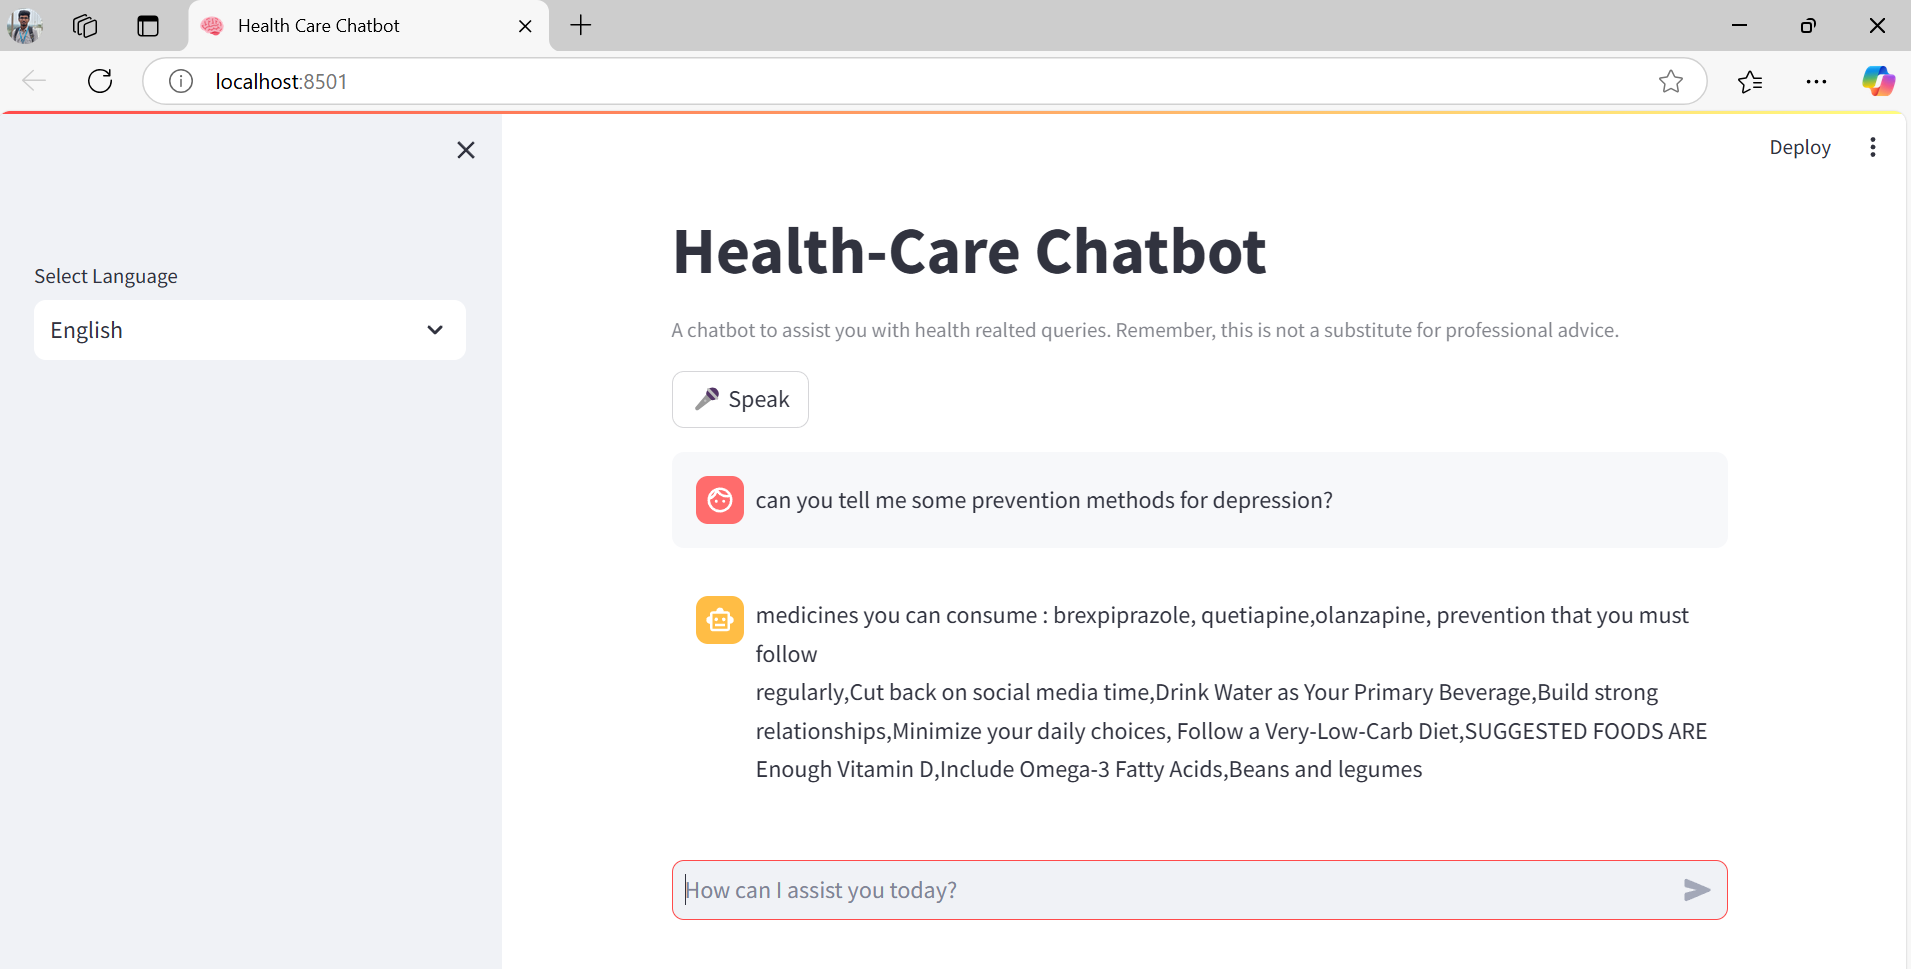 Health Care Chatbot
localhost:8501
Deploy
Select Language
English
Health-Care Chatbot
A chatbot to assist you with health realted queries. Remember, this is not a substitute for professional advice.
Speak
can you tell me some prevention methods for depression?
medicines you can consume : brexpiprazole, quetiapine,olanzapine, prevention that you must
follow
regularly,Cut back on social media time,Drink Water as Your Primary Beverage,Build strong
relationships,Minimize your daily choices, Follow a Very-Low-Carb Diet,SUGGESTED FOODS ARE
Enough Vitamin D,Include Omega-3 Fatty Acids,Beans and legumes
How can I assist you today?